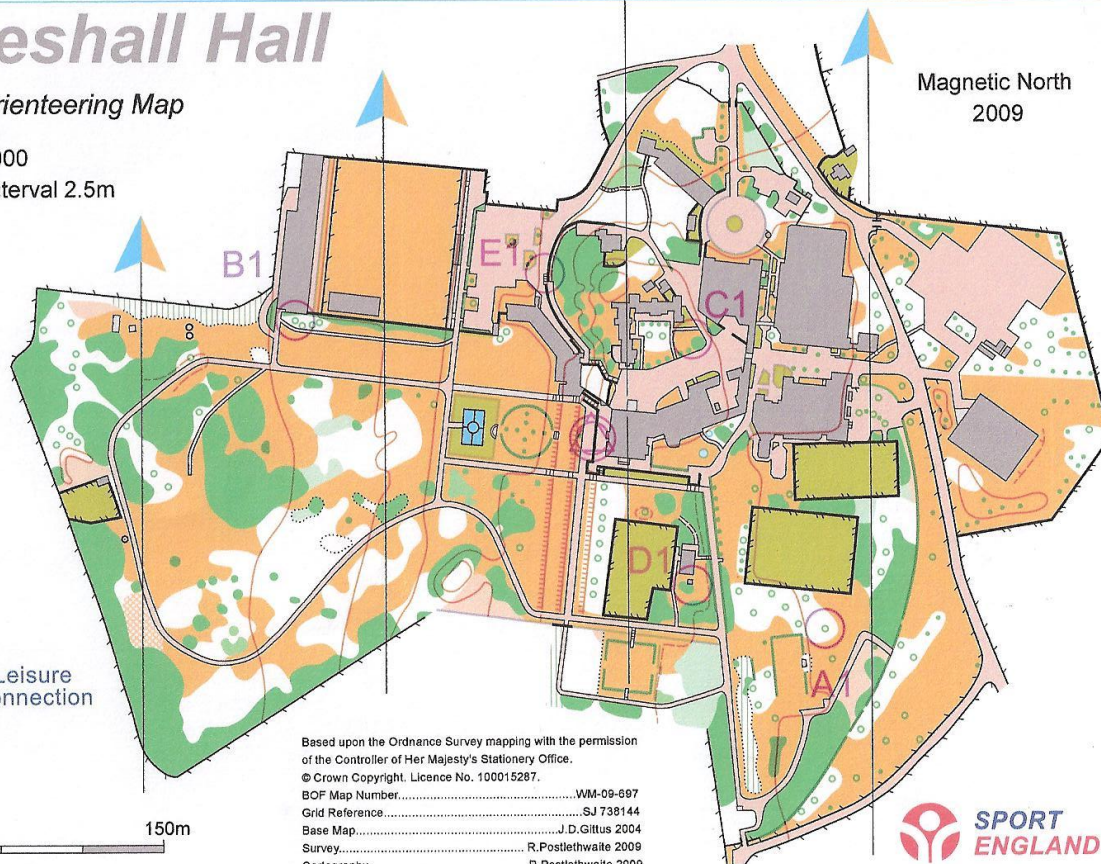 eshall Hall
rienteering Map
Magnetic North
2009
000
terval 2.5m
B1
E1
C1
D1
A1
Leisure
nnection
Based upon the Ordnance Survey mapping with the permission
of the Controller of Her Majesty's Stationery Office.
© Crown Copyright. Licence No. 100015287.
BOF Map Number............................................WM-09-697
Grid Reference.................................................SJ 738144
Base Map...............................................J.D.Gittus 2004
Survey............................................. R.Postlethwaite 2009
Cartography............................................. R.Postlethwaite 2009
150m
SPORT
ENGLAND